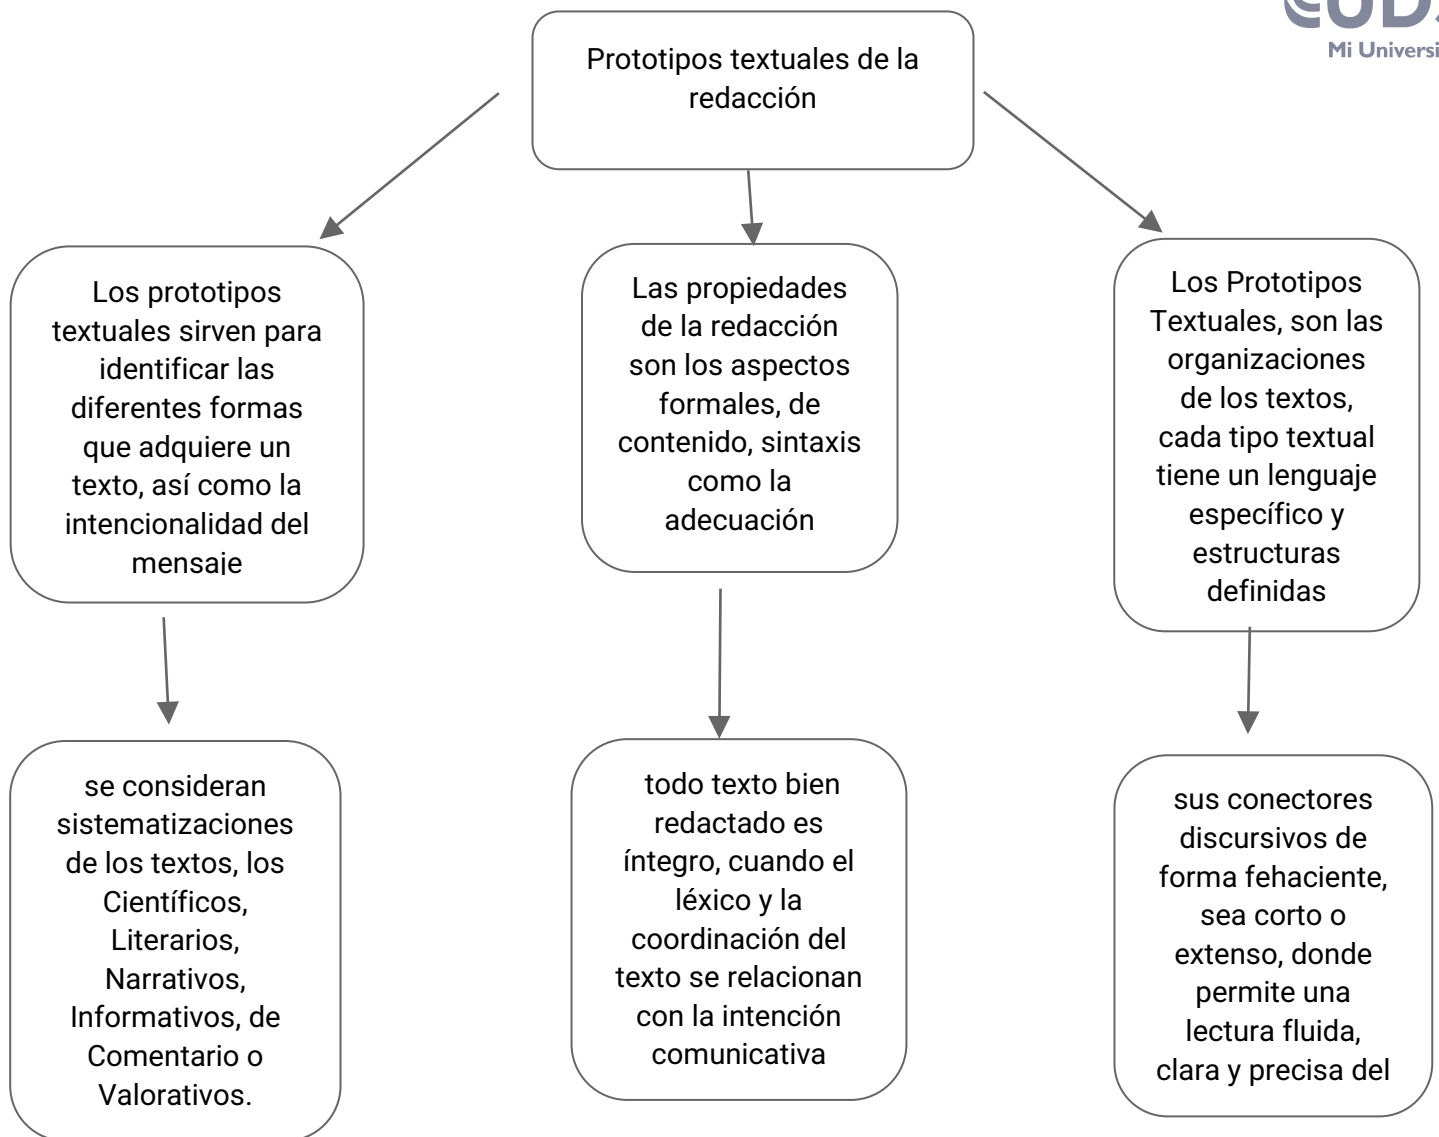 Mi Universi
Prototipos textuales de la
redacción
Los prototipos
textuales sirven para
identificar las
diferentes formas
que adquiere un
texto, así como la
intencionalidad del
mensaje
Las propiedades
de la redacción
son los aspectos
formales, de
contenido, sintaxis
como la
adecuación
Los Prototipos
Textuales, son las
organizaciones
de los textos,
cada tipo textual
tiene un lenguaje
específico y
estructuras
definidas
se consideran
sistematizaciones
de los textos, los
Científicos,
Literarios,
Narrativos,
Informativos, de
Comentario o
Valorativos.
todo texto bien
redactado es
íntegro, cuando el
léxico y la
coordinación del
texto se relacionan
con la intención
comunicativa
sus conectores
discursivos de
forma fehaciente,
sea corto o
extenso, donde
permite una
lectura fluida,
clara y precisa del